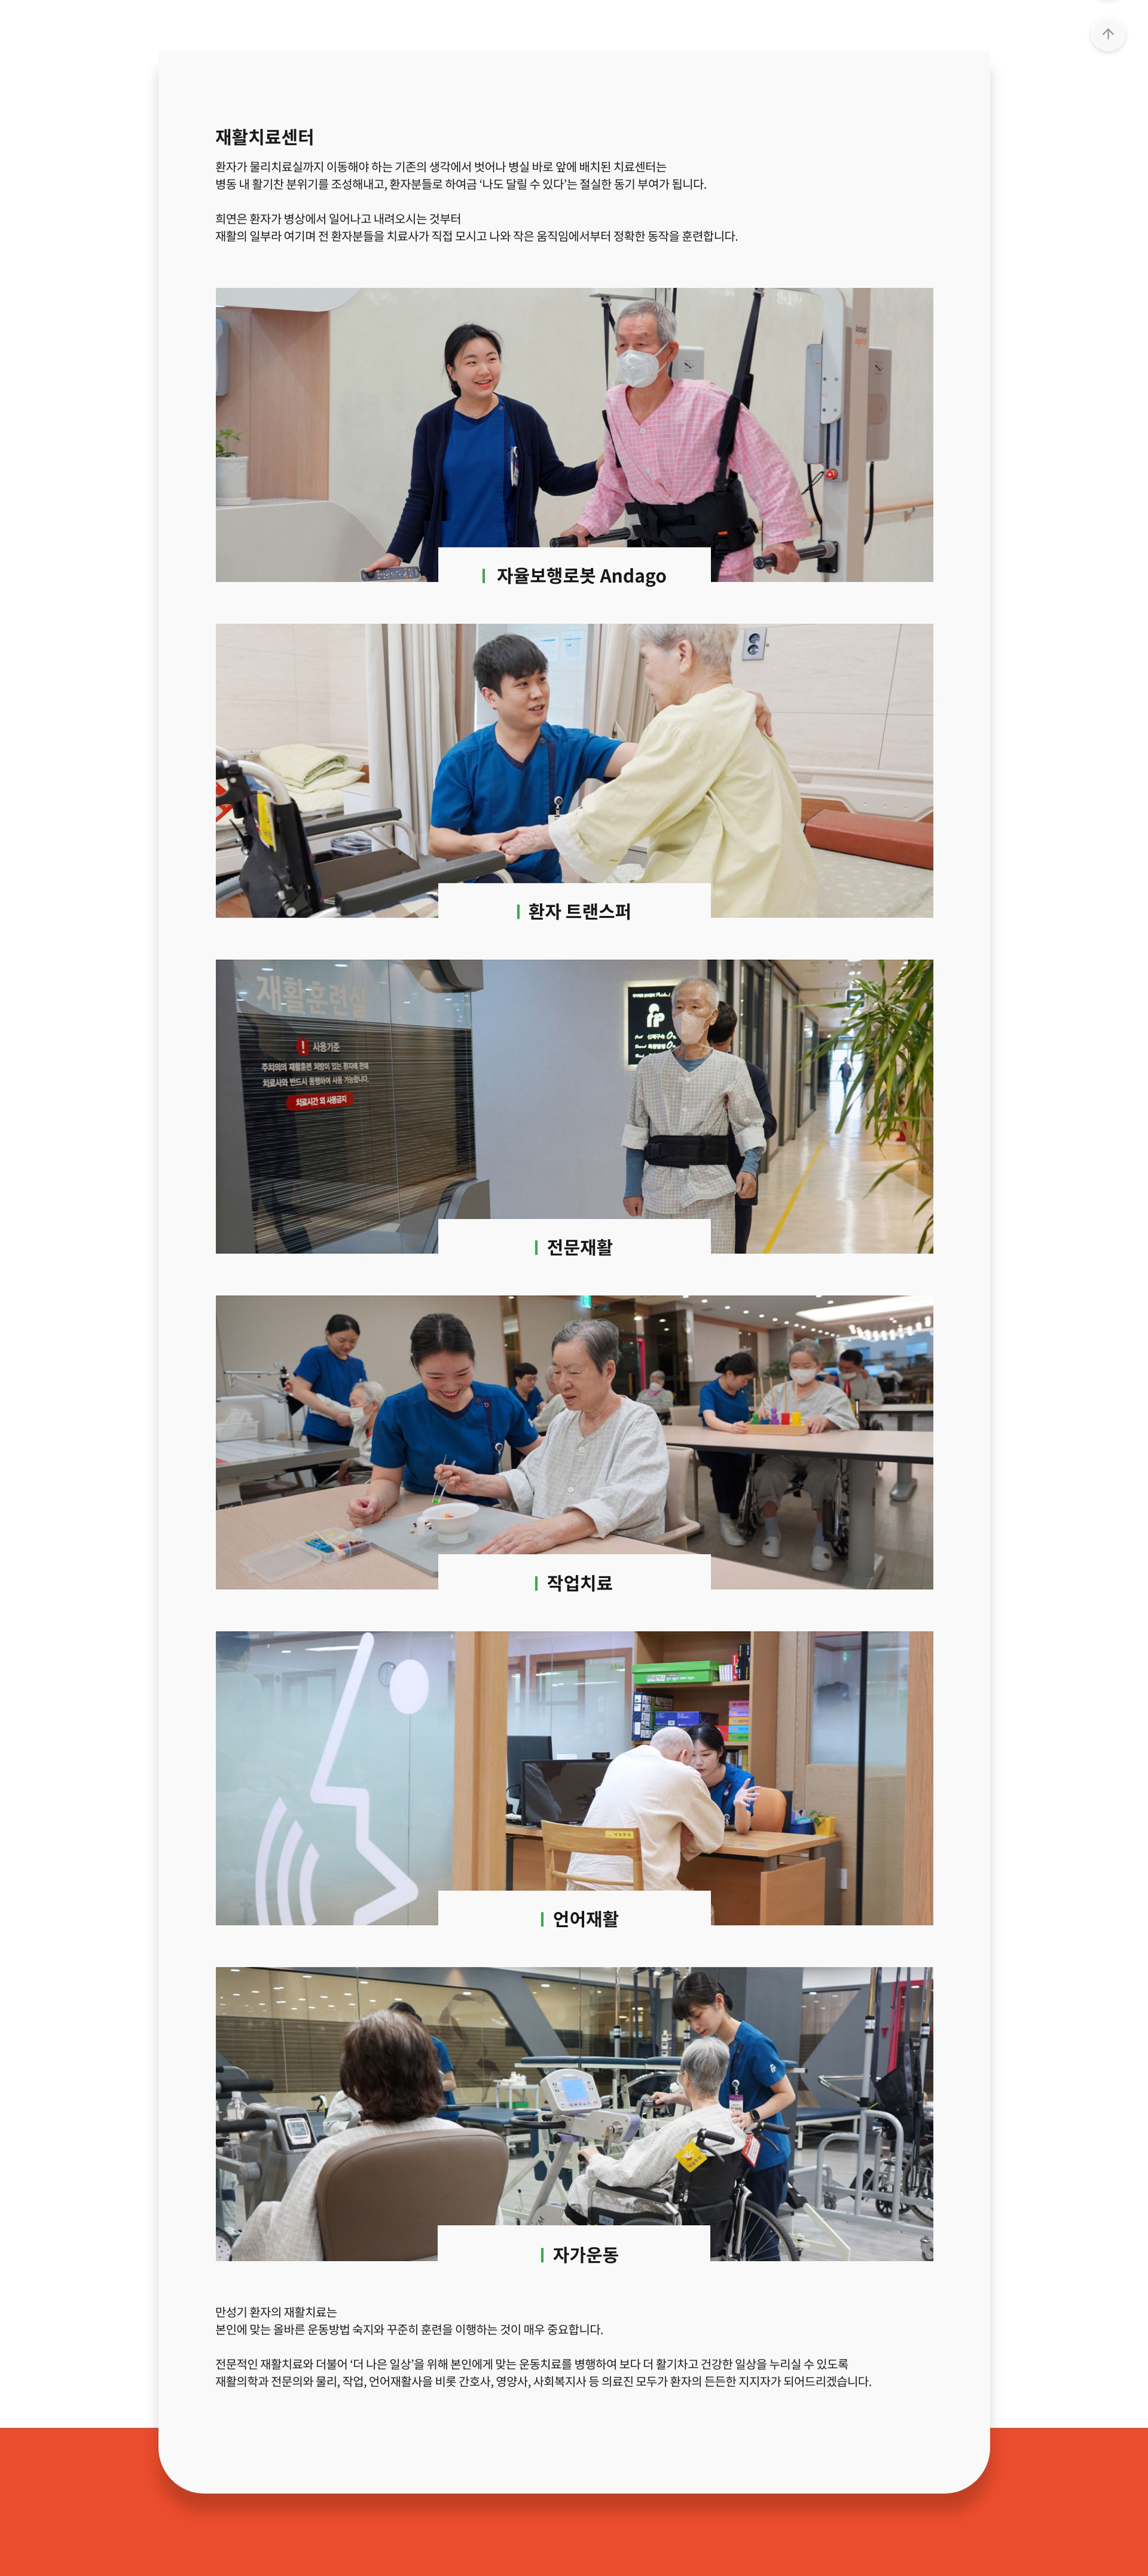 재활치료센터
환자가 물리치료실까지 이동해야 하는 기존의 생각에서 벗어나 병실 바로 앞에 배치된 치료센터는
병동 내 활기찬 분위기를 조성해내고, 환자분들로 하여금 ‘나도 달릴 수 있다’는 절실한 동기 부여가 됩니다.
희연은 환자가 병상에서 일어나고 내려오시는 것부터
재활의 일부라 여기며 전 환자분들을 치료사가 직접 모시고 나와 작은 움직임에서부터 정확한 동작을 훈련합니다.
Andago
자율보행로봇 Andago
환자 트랜스퍼
재활훈련실
! 사용기준
주치의의 재활훈련 처방이 있는 환자에 한해
치료사와 반드시 동행하여 사용 가능합니다.
치료시간 외 사용금지
전문재활
작업치료
언어재활
자가운동
만성기 환자의 재활치료는
본인에 맞는 올바른 운동방법 숙지와 꾸준히 훈련을 이행하는 것이 매우 중요합니다.
전문적인 재활치료와 더불어 ‘더 나은 일상’을 위해 본인에게 맞는 운동치료를 병행하여 보다 더 활기차고 건강한 일상을 누리실 수 있도록
재활의학과 전문의와 물리, 작업, 언어재활사를 비롯 간호사, 영양사, 사회복지사 등 의료진 모두가 환자의 든든한 지지자가 되어드리겠습니다.